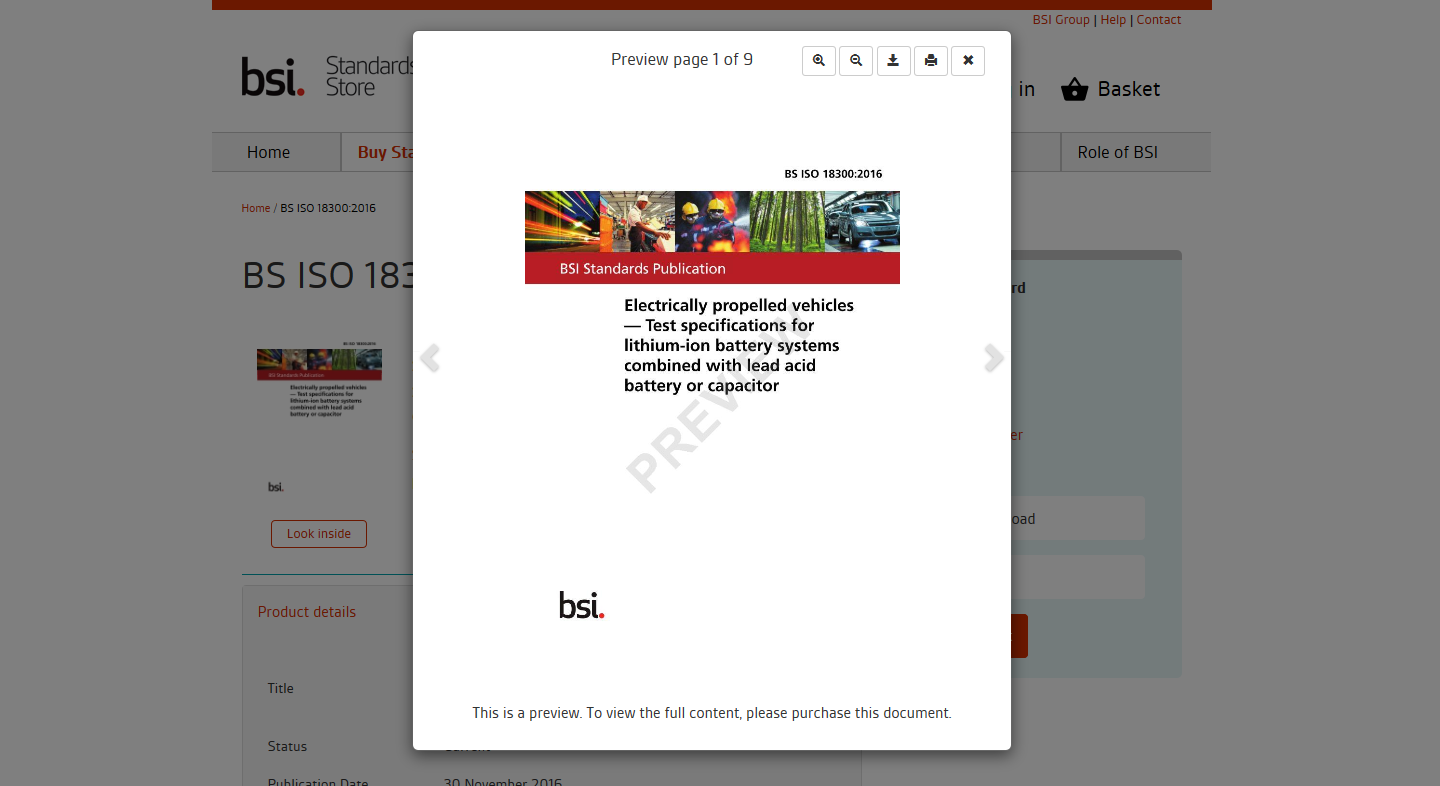 BSI Group | Help | Contact
bsi.
Standards
Store
in
Basket
Home
Buy Sta
Role of BSI
Home / BS ISO 18300:2016
BS ISO 183
BS ISO 18300:2016
BSI Standards Publication
Electrically propelled vehicles
— Test specifications for
lithium-ion battery systems
combined with lead acid
battery or capacitor
bsi.
Look inside
Product details
Title
Status
Publication Date
30 November 2016
Preview page 1 of 9
BS ISO 18300:2016
BSI Standards Publication
Electrically propelled vehicles
— Test specifications for
lithium-ion battery systems
combined with lead acid
battery or capacitor
PREVIEW
bsi.
This is a preview. To view the full content, please purchase this document.
rd
er
oad